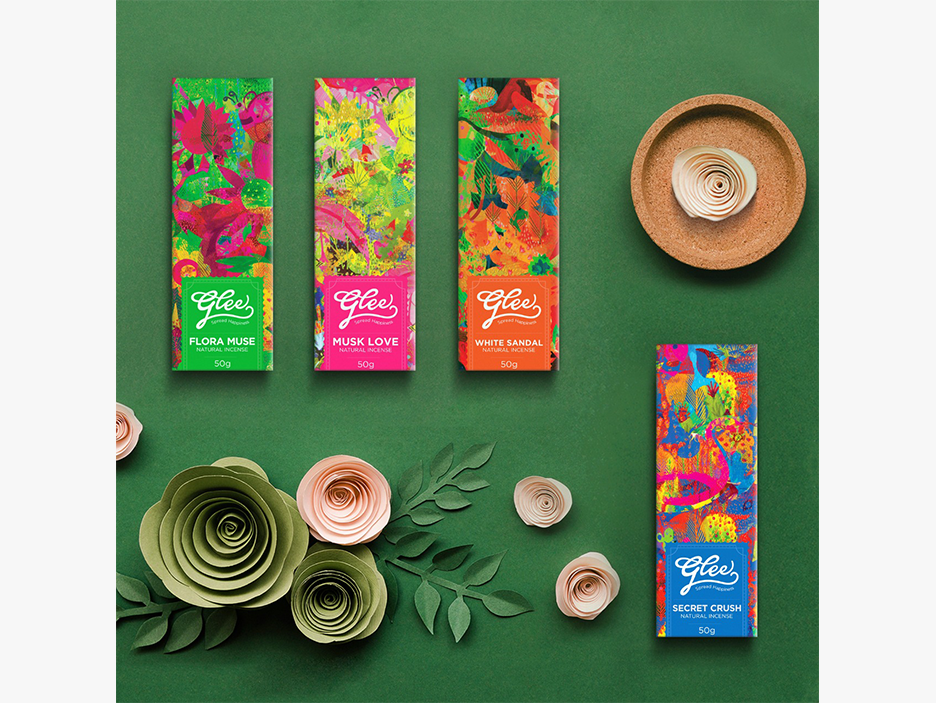 Glee
Spread Happiness
FLORA MUSE
NATURAL INCENSE
50g
Glee
Spread Happiness
MUSK LOVE
NATURAL INCENSE
50g
Glee
Spread Happiness
WHITE SANDAL
NATURAL INCENSE
50g
Glee
Spread Happiness
SECRET CRUSH
NATURAL INCENSE
50g